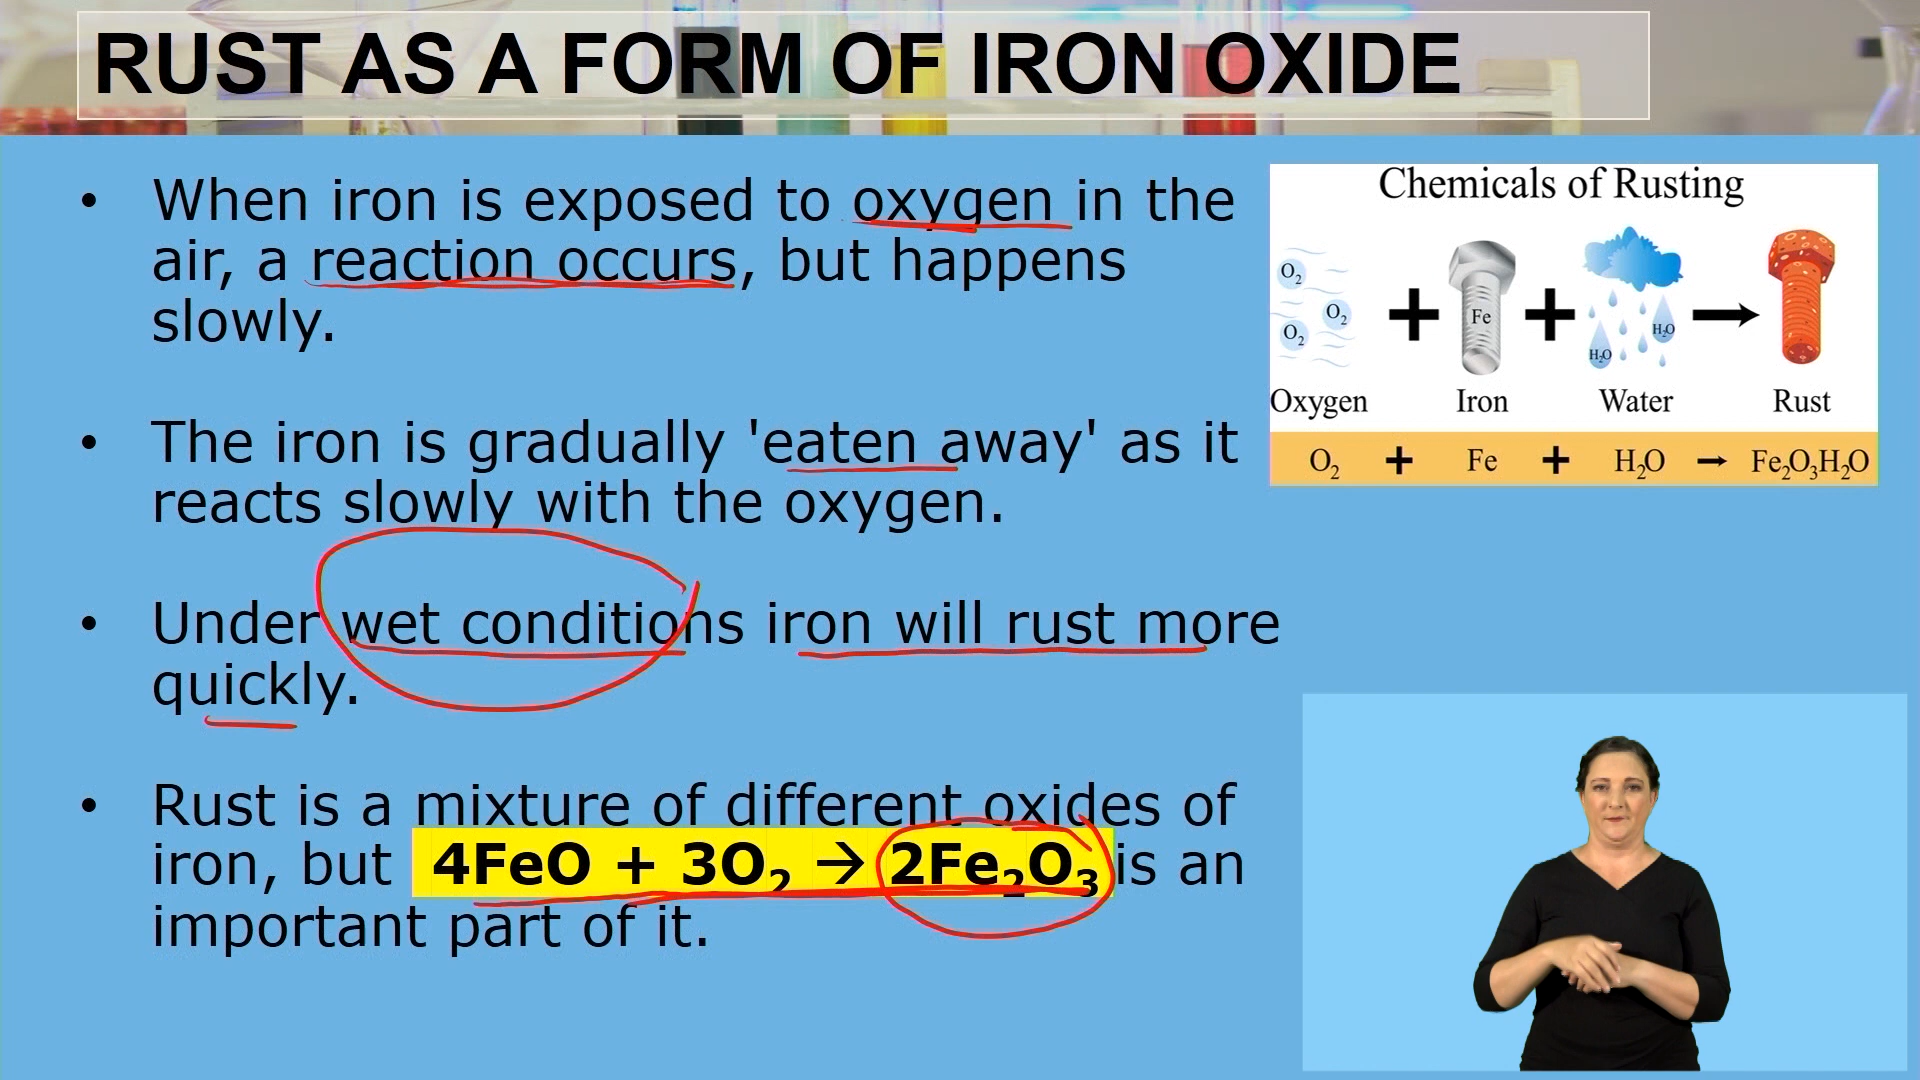 RUST AS A FORM OF IRON OXIDE
• When iron is exposed to oxygen in the
air, a reaction occurs, but happens
slowly.
• The iron is gradually 'eaten away' as it
reacts slowly with the oxygen.
• Under wet conditions iron will rust more
quickly.
• Rust is a mixture of different oxides of
iron, but 4FeO + 3O₂ → 2Fe₂O₃ is an
important part of it.
Chemicals of Rusting
O₂
O₂
O₂
+ Fe +
H₂O
H₂O
→
Oxygen Iron Water Rust
O₂ + Fe + H₂O → Fe₂O₃H₂O